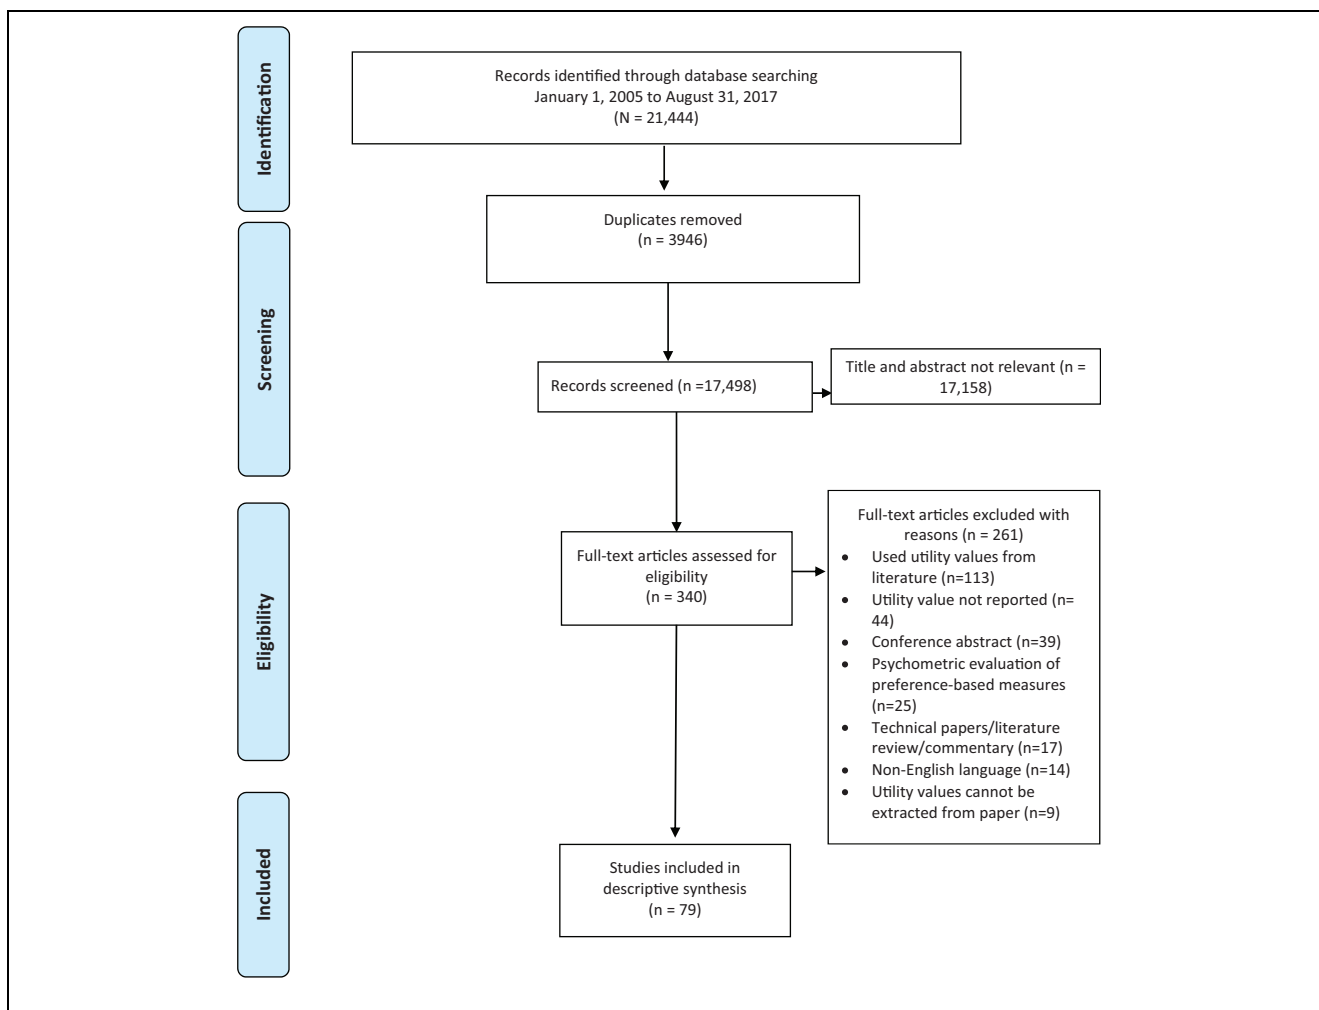 Identification
Records identified through database searching
January 1, 2005 to August 31, 2017
(N = 21,444)
Duplicates removed
(n = 3946)
Screening
Records screened (n =17,498)
Title and abstract not relevant (n =
17,158)
Eligibility
Full-text articles assessed for
eligibility
(n = 340)
Full-text articles excluded with
reasons (n = 261)
• Used utility values from
literature (n=113)
• Utility value not reported (n=
44)
• Conference abstract (n=39)
• Psychometric evaluation of
preference-based measures
(n=25)
• Technical papers/literature
review/commentary (n=17)
• Non-English language (n=14)
• Utility values cannot be
extracted from paper (n=9)
Included
Studies included in
descriptive synthesis
(n = 79)